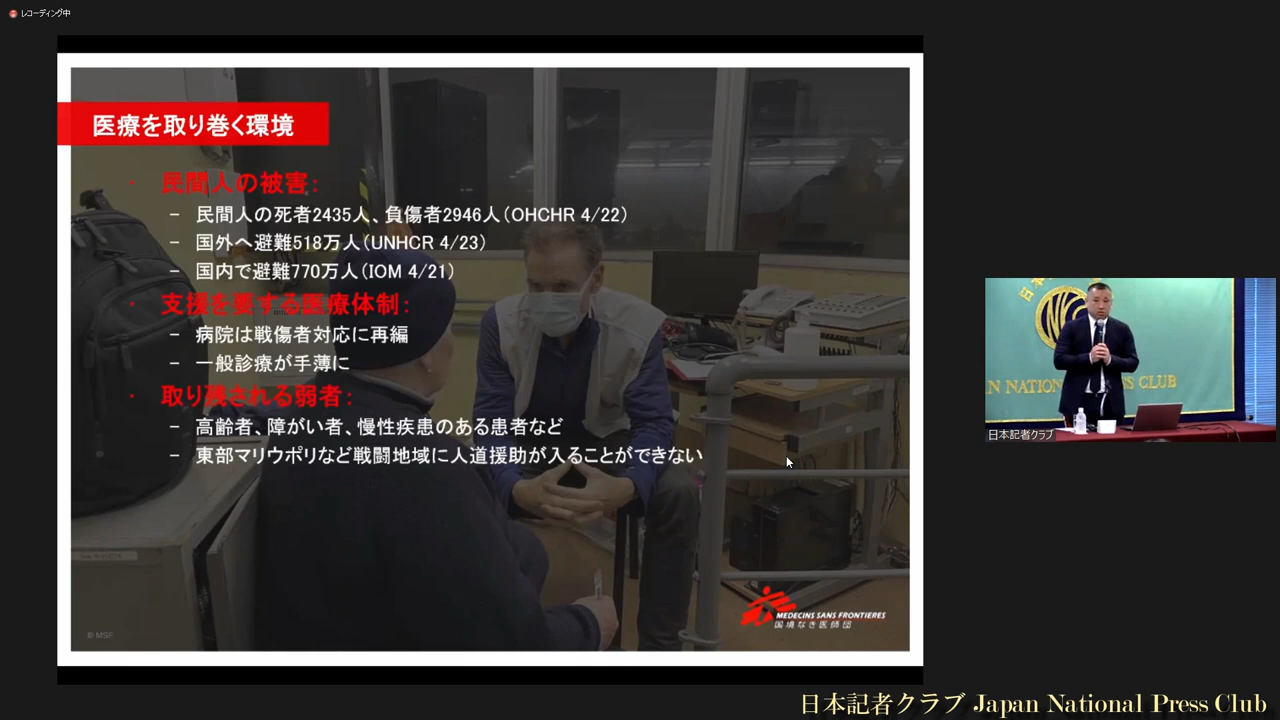 レコーディング中
医療を取り巻く環境
・ 民間人の被害：
－ 民間人の死者2435人、負傷者2946人（OHCHR 4/22）
－ 国外へ避難518万人（UNHCR 4/23）
－ 国内で避難770万人（IOM 4/21）
・ 支援を要する医療体制：
－ 病院は戦傷者対応に再編
－ 一般診療が手薄に
・ 取り残される弱者：
－ 高齢者、障がい者、慢性疾患のある患者など
－ 東部マリウポリなど戦闘地域に人道援助が入ることができない
MEDECINS SANS FRONTIERES
国境なき医師団
© MSF
日本
AN NATION
SS CLUB
日本記者クラブ
日本記者クラブ Japan National Press Club